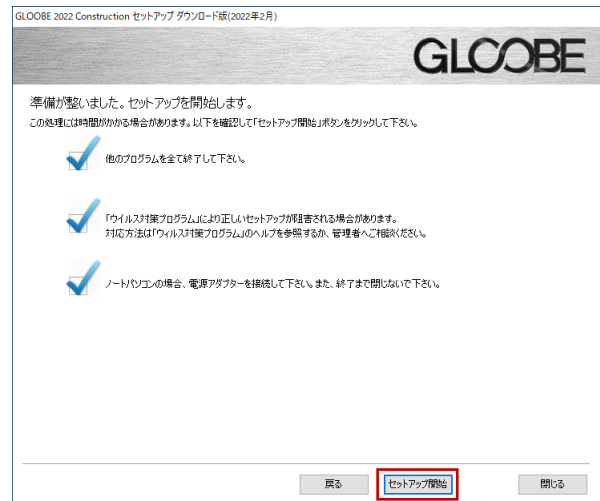 GLOOBE 2022 Construction セットアップ ダウンロード版(2022年2月)
GLOOBE
準備が整いました。セットアップを開始します。
この処理には時間がかかる場合があります。以下を確認して「セットアップ開始」ボタンをクリックして下さい。
他のプログラムを全て終了して下さい。
「ウイルス対策プログラム」により正しいセットアップが阻害される場合があります。
対応方法は「ウィルス対策プログラム」のヘルプを参照するか、管理者へご相談ください。
ノートパソコンの場合、電源アダプターを接続して下さい。また、終了まで閉じないで下さい。
戻る セットアップ開始 閉じる